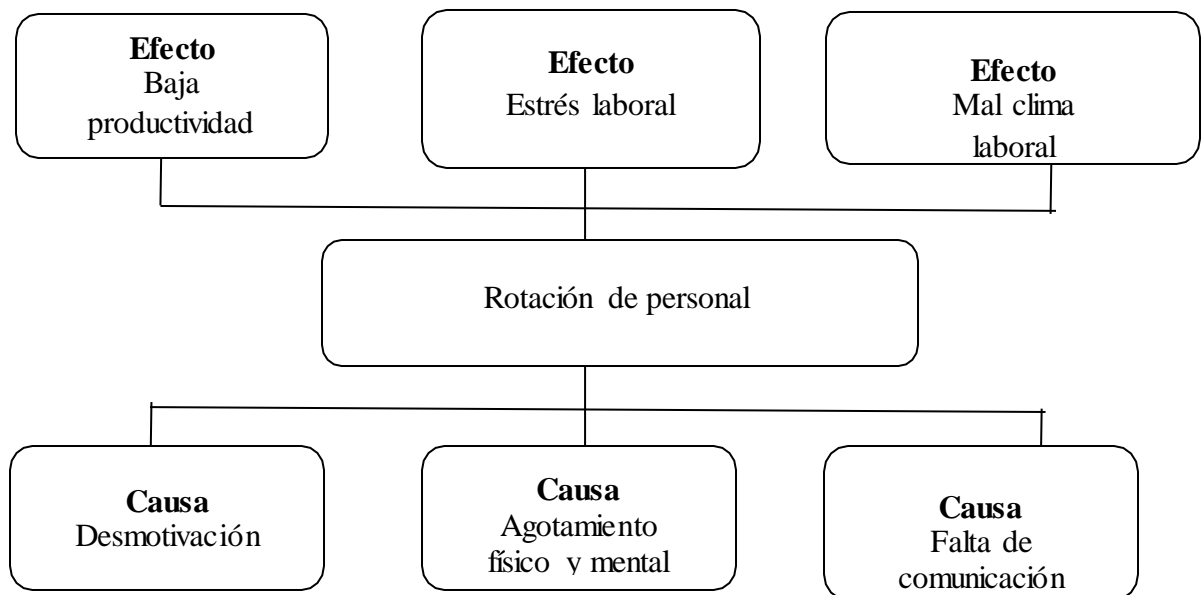 Efecto
Baja
productividad
Efecto
Estrés laboral
Efecto
Mal clima
laboral
Rotación de personal
Causa
Desmotivación
Causa
Agotamiento
físico y mental
Causa
Falta de
comunicación